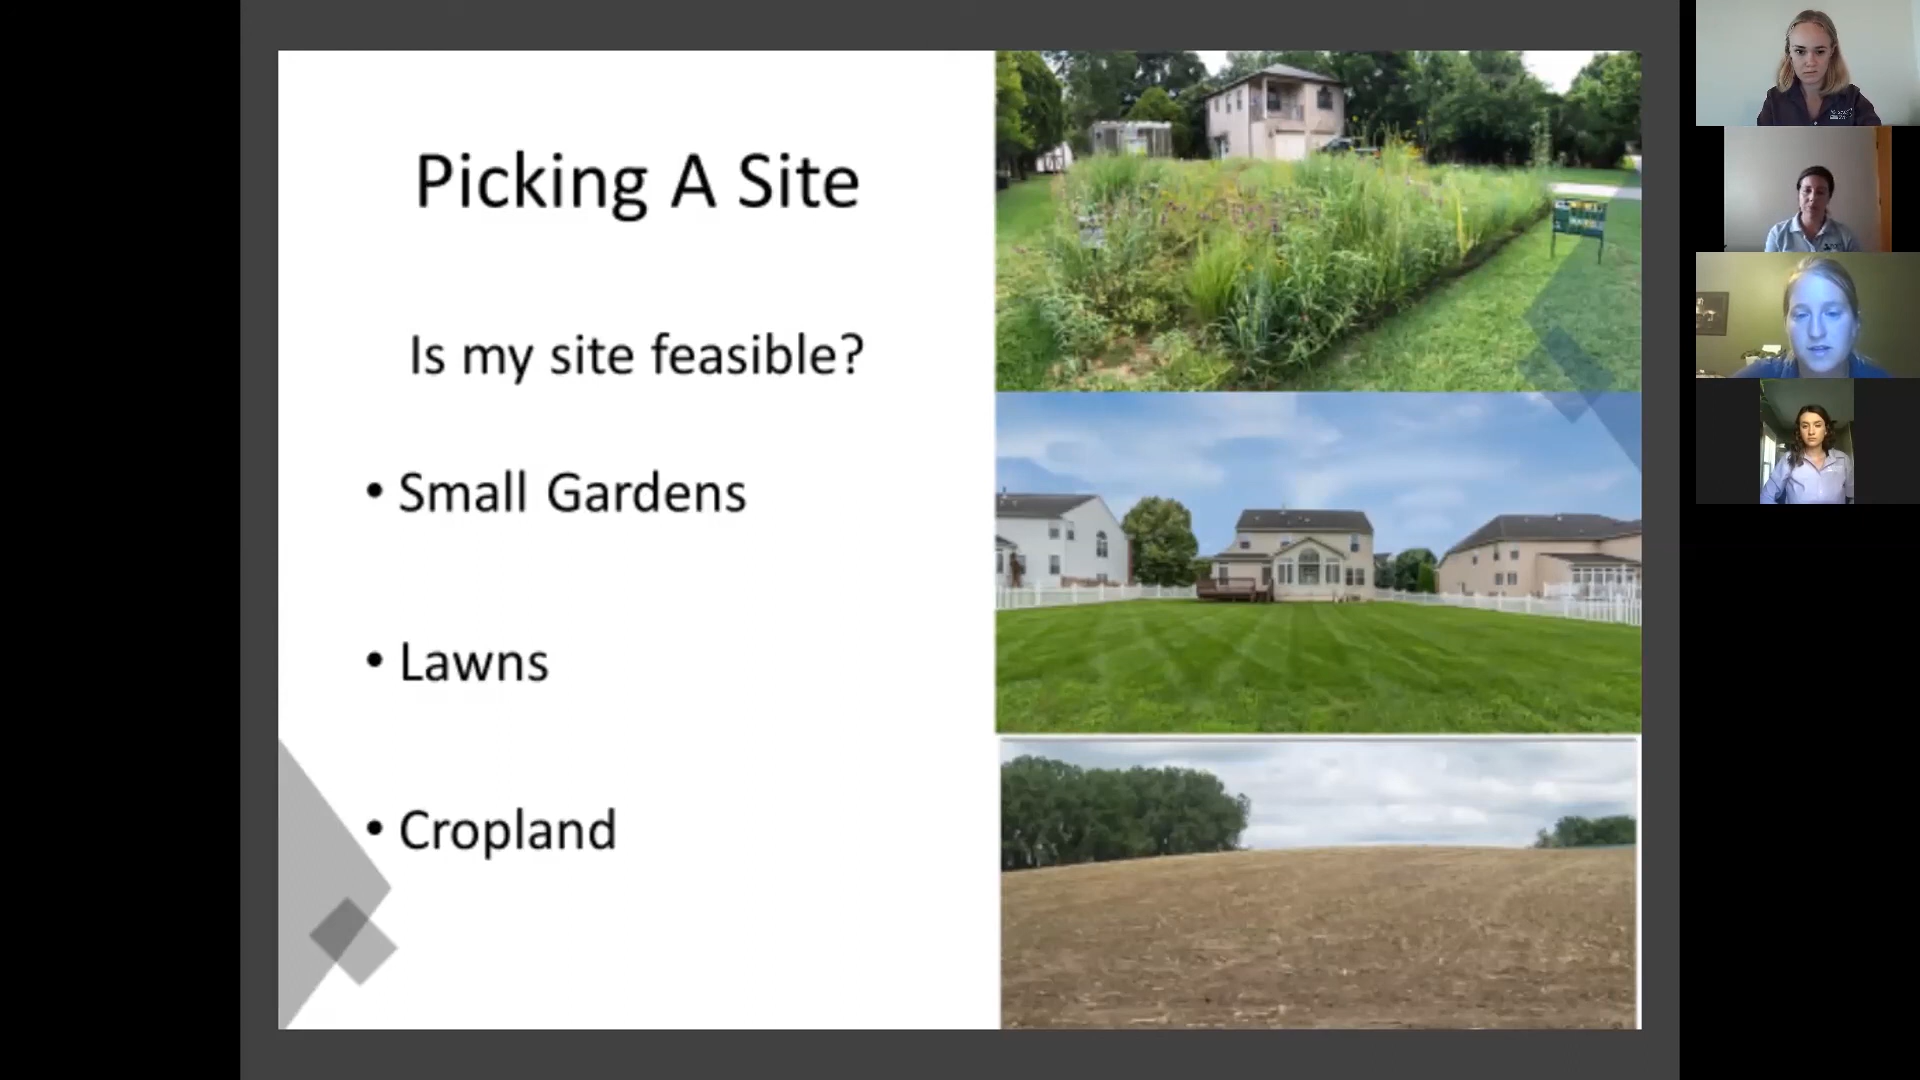 Picking A Site
Is my site feasible?
• Small Gardens
• Lawns
• Cropland